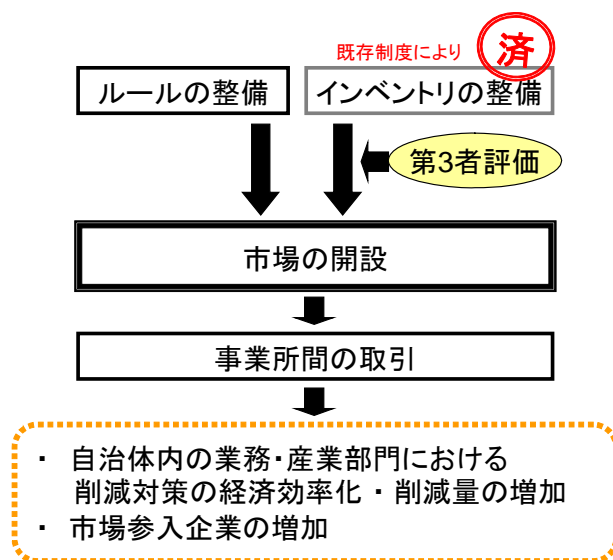 既存制度により
済
ルールの整備
インベントリの整備
第3者評価
市場の開設
事業所間の取引
・ 自治体内の業務・産業部門における
削減対策の経済効率化 ・ 削減量の増加
・ 市場参入企業の増加